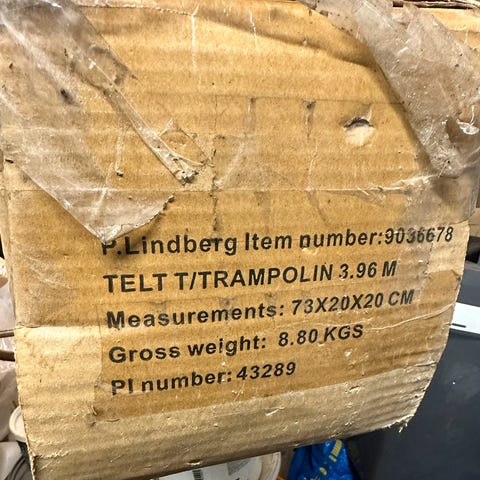 P.Lindberg Item number:9036678
TELT T/TRAMPOLIN 3.96 M
Measurements: 73X20X20 CM
Gross weight: 8.80 KGS
PI number: 43289